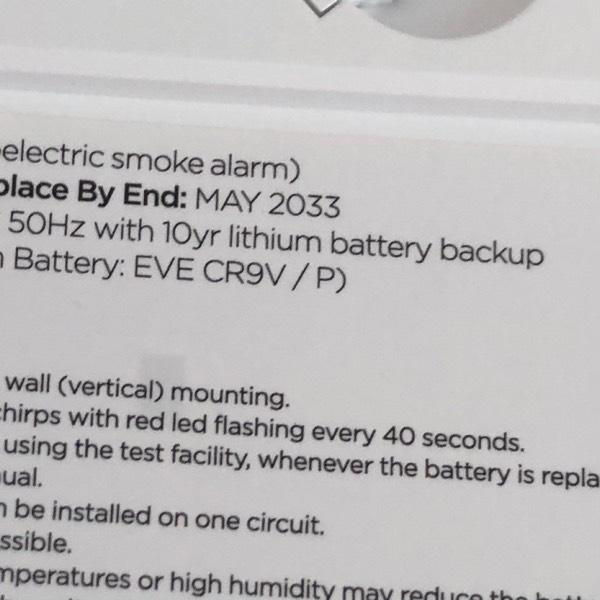 electric smoke alarm)
place By End: MAY 2033
50Hz with 10yr lithium battery backup
Battery: EVE CR9V / P)
wall (vertical) mounting.
chirps with red led flashing every 40 seconds.
using the test facility, whenever the battery is repla
ual.
be installed on one circuit.
ssible.
mperatures or high humidity may reduce the